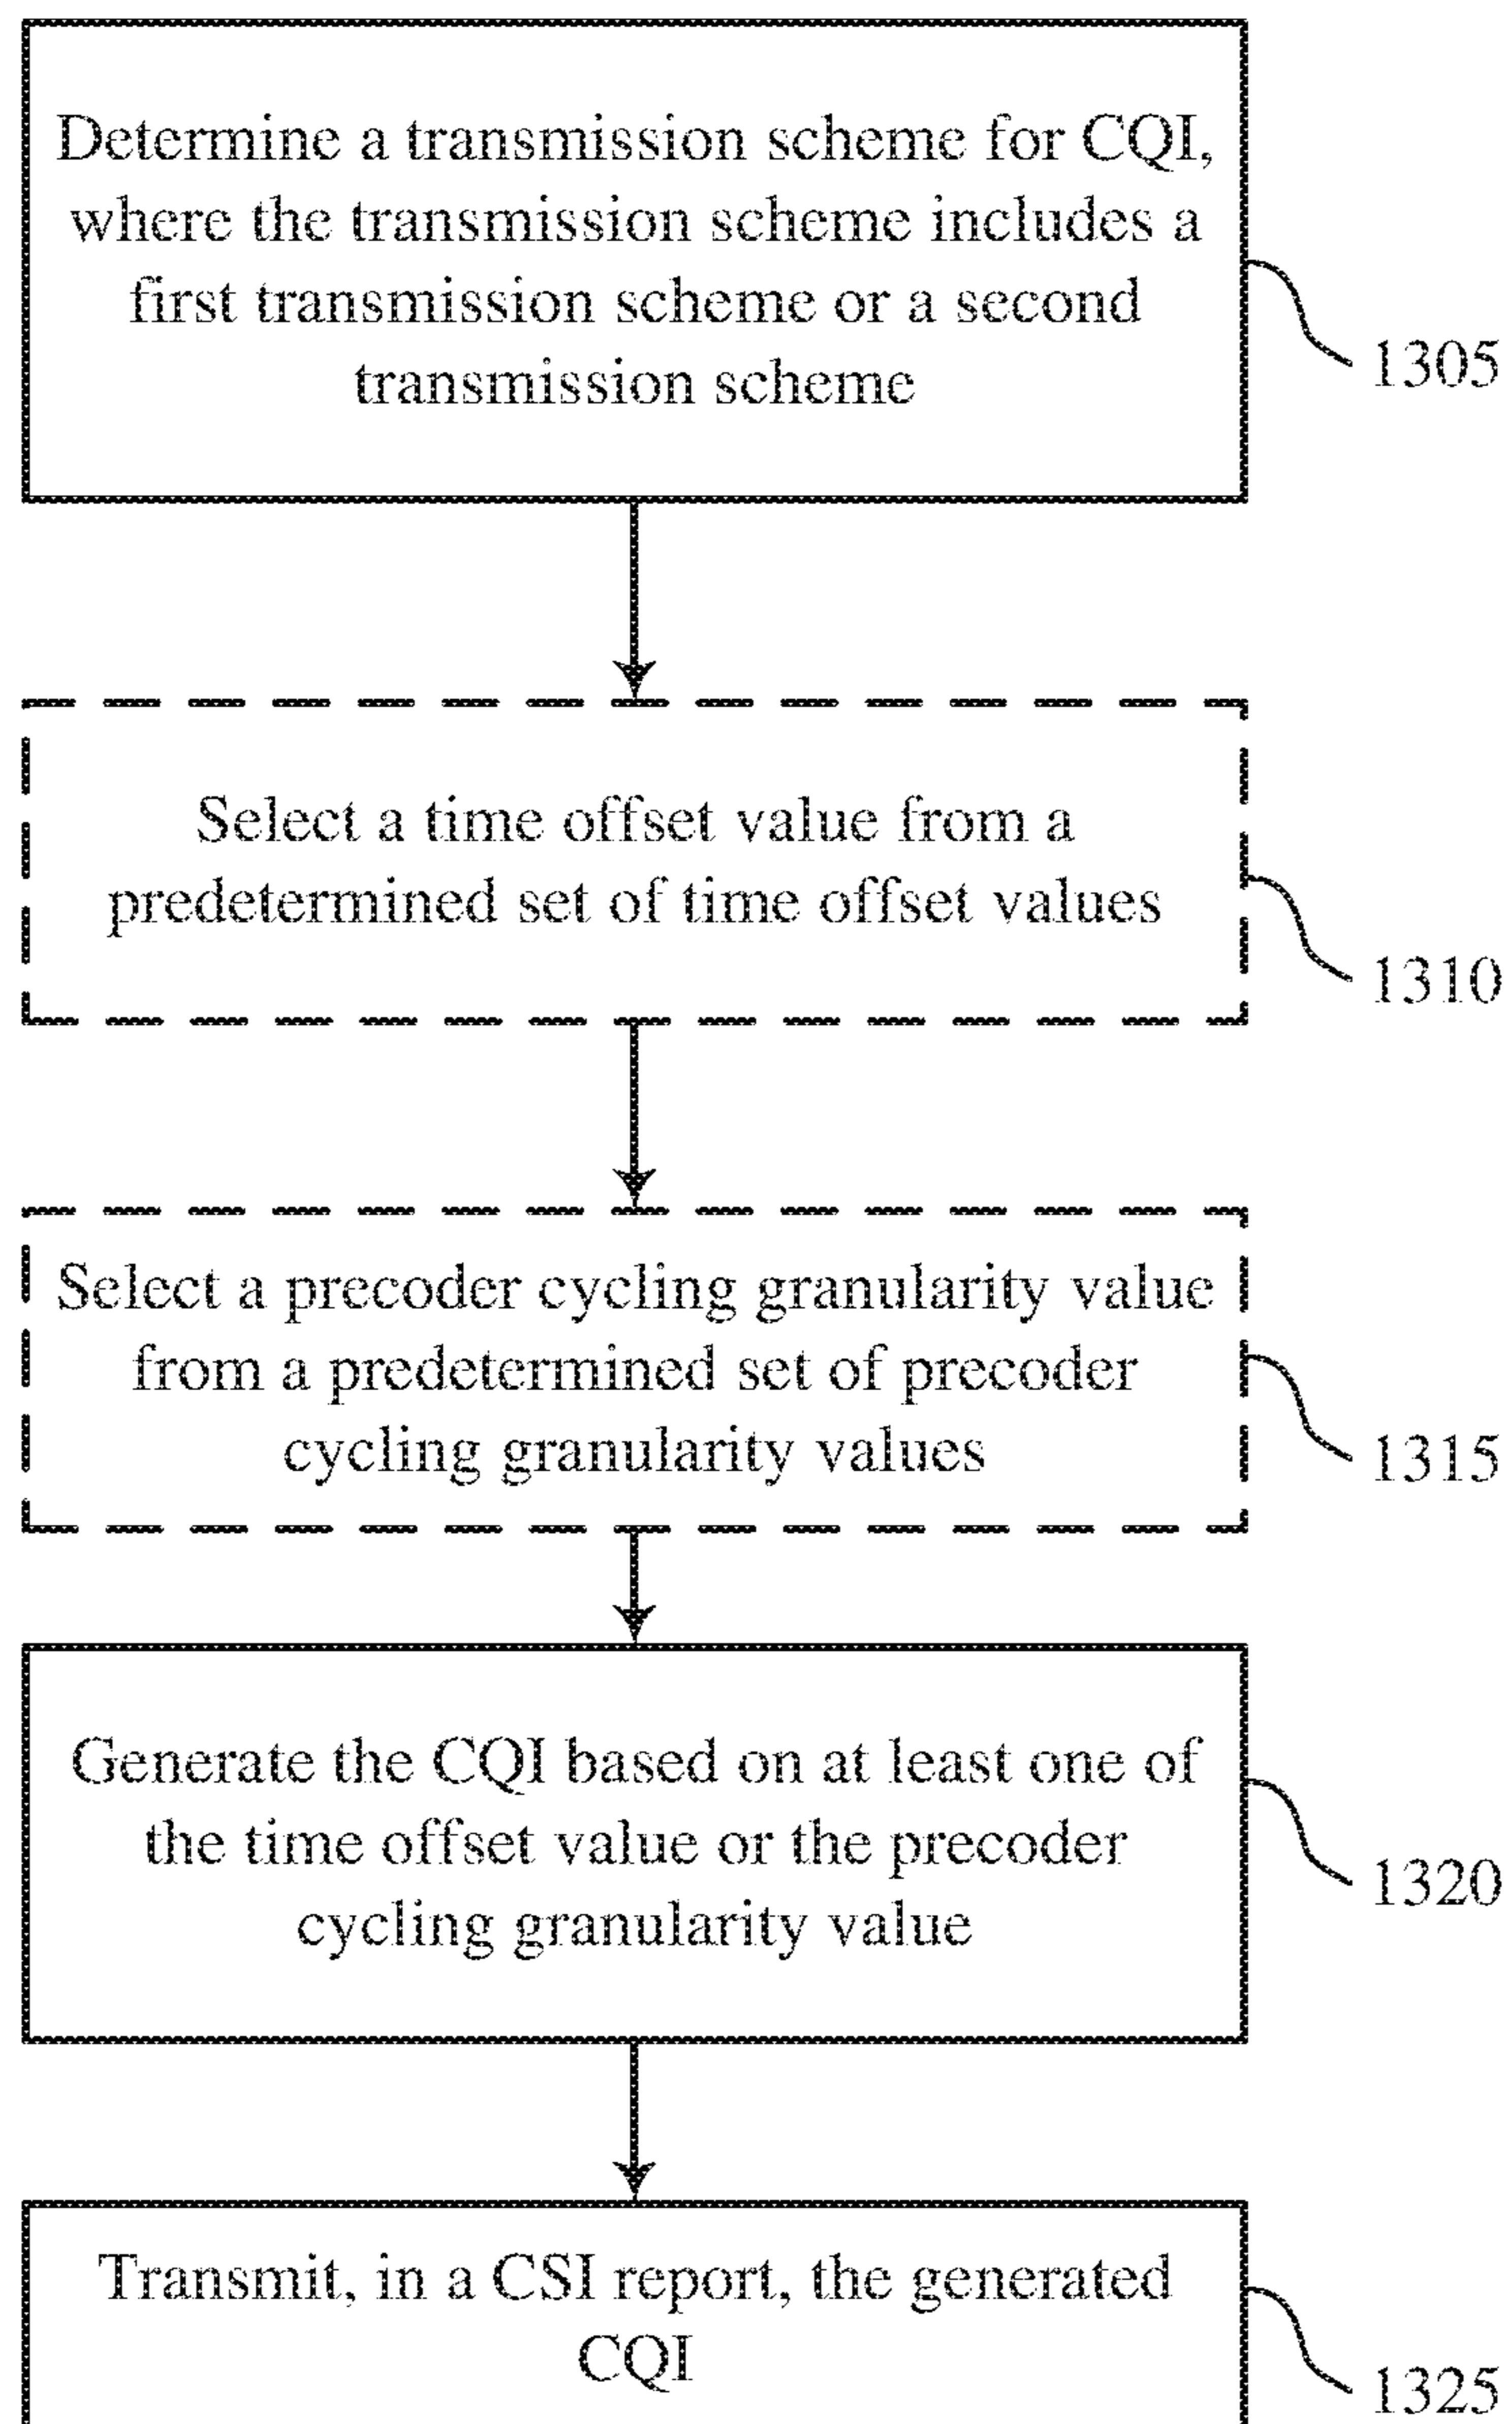 Determine a transmission scheme for CQI,
where the transmission scheme includes a
first transmission scheme or a second
transmission scheme
1305
Select a time offset value from a
predetermined set of time offset values
1310
Select a precoder cycling granularity value
from a predetermined set of precoder
cycling granularity values
1315
Generate the CQI based on at least one of
the time offset value or the precoder
cycling granularity value
1320
Transmit, in a CSI report, the generated
CQI
1325